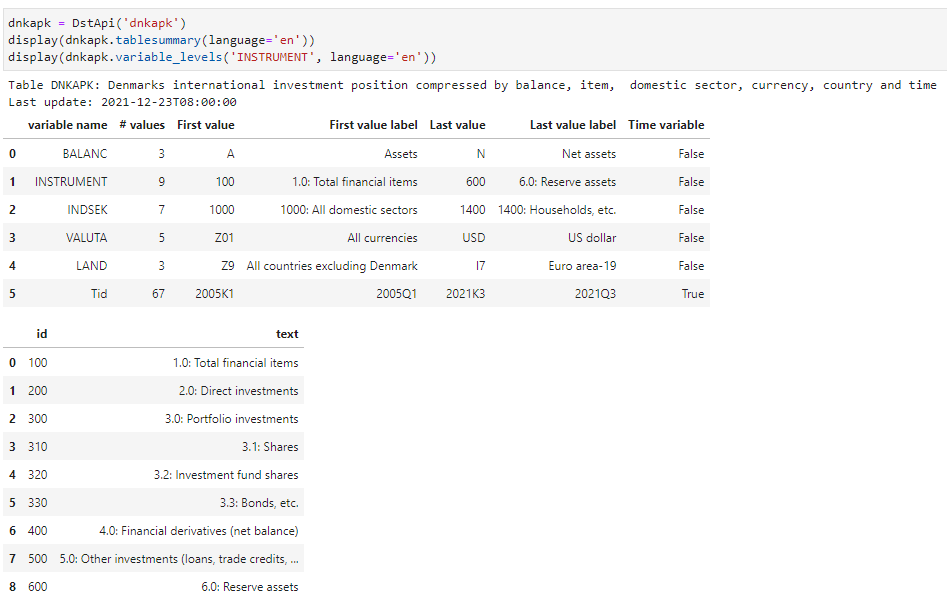 dnkapk = DstApi('dnkapk')
display(dnkapk.tablesummary(language='en'))
display(dnkapk.variable_levels('INSTRUMENT', language='en'))
Table DNKAPK: Denmarks international investment position compressed by balance, item,  domestic sector, currency, country and time
Last update: 2021-12-23T08:00:00
variable name # values First value First value label Last value Last value label Time variable
0 BALANC 3 A Assets N Net assets False
1 INSTRUMENT 9 100 1.0: Total financial items 600 6.0: Reserve assets False
2 INDSEK 7 1000 1000: All domestic sectors 1400 1400: Households, etc. False
3 VALUTA 5 Z01 All currencies USD US dollar False
4 LAND 3 Z9 All countries excluding Denmark I7 Euro area-19 False
5 Tid 67 2005K1 2005Q1 2021K3 2021Q3 True
id text
0 100 1.0: Total financial items
1 200 2.0: Direct investments
2 300 3.0: Portfolio investments
3 310 3.1: Shares
4 320 3.2: Investment fund shares
5 330 3.3: Bonds, etc.
6 400 4.0: Financial derivatives (net balance)
7 500 5.0: Other investments (loans, trade credits, ...
8 600 6.0: Reserve assets